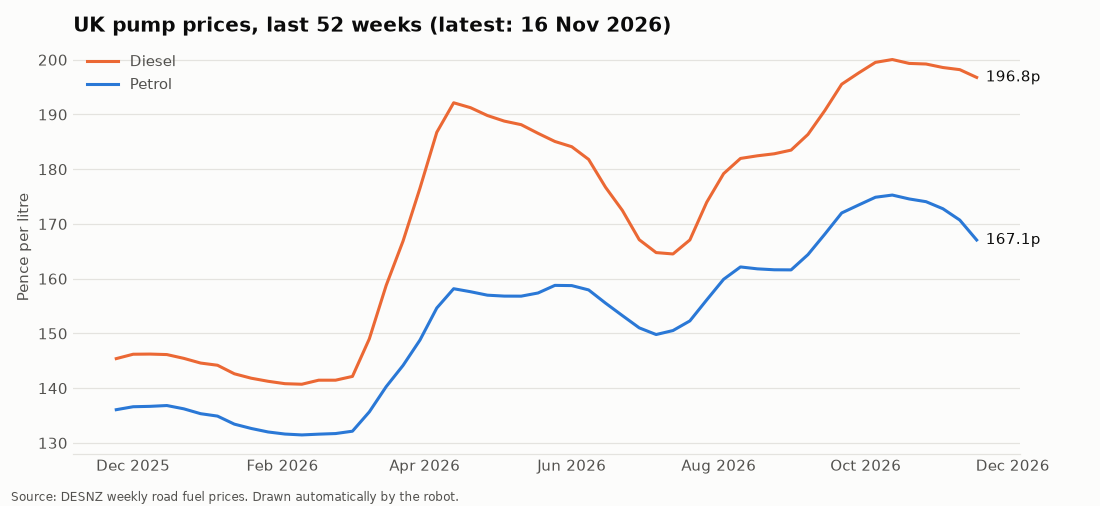 UK pump prices, last 52 weeks (latest: 16 Nov 2026)
Diesel
Petrol
Pence per litre
200
190
180
170
160
150
140
130
196.8p
167.1p
Dec 2025
Feb 2026
Apr 2026
Jun 2026
Aug 2026
Oct 2026
Dec 2026
Source: DESNZ weekly road fuel prices. Drawn automatically by the robot.